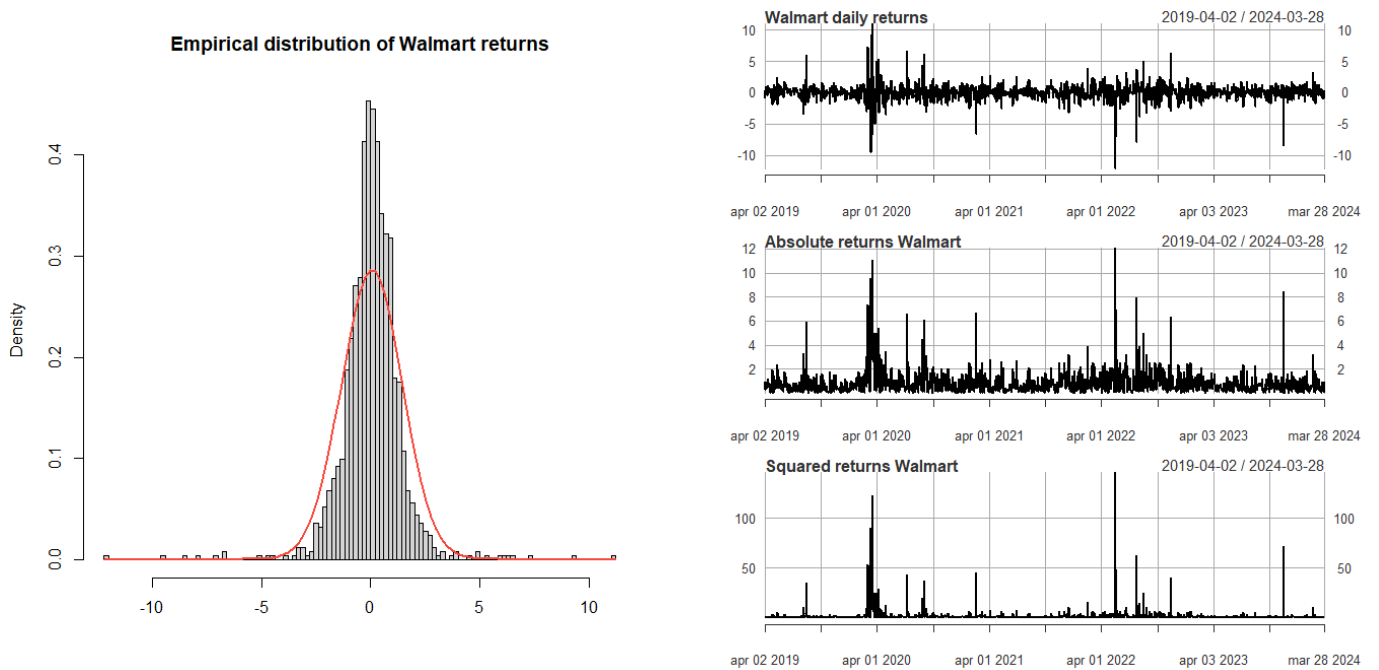 Empirical distribution of Walmart returns
Density
0.4
0.3
0.2
0.1
0.0
-10 -5 0 5 10
Walmart daily returns 2019-04-02 / 2024-03-28
10 10
5 5
0 0
-5 -5
-10 -10
apr 02 2019 apr 01 2020 apr 01 2021 apr 01 2022 apr 03 2023 mar 28 2024
Absolute returns Walmart 2019-04-02 / 2024-03-28
12 12
10 10
8 8
6 6
4 4
2 2
apr 02 2019 apr 01 2020 apr 01 2021 apr 01 2022 apr 03 2023 mar 28 2024
Squared returns Walmart 2019-04-02 / 2024-03-28
100 100
50 50
apr 02 2019 apr 01 2020 apr 01 2021 apr 01 2022 apr 03 2023 mar 28 2024